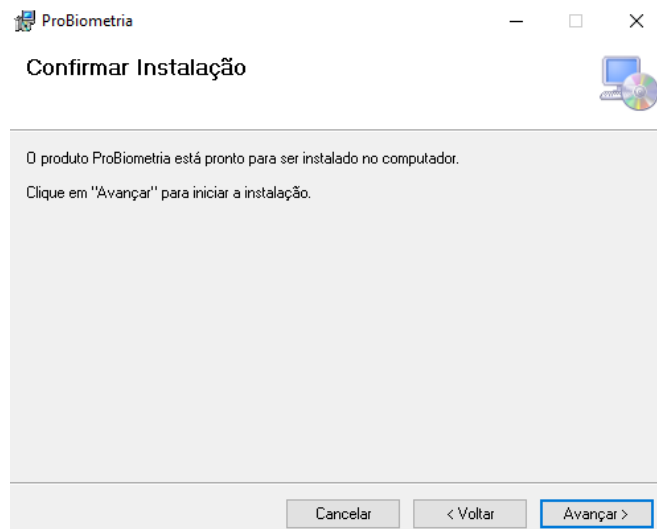 ProBiometria
Confirmar Instalação
O produto ProBiometria está pronto para ser instalado no computador.
Clique em "Avançar" para iniciar a instalação.
Cancelar
< Voltar
Avançar >